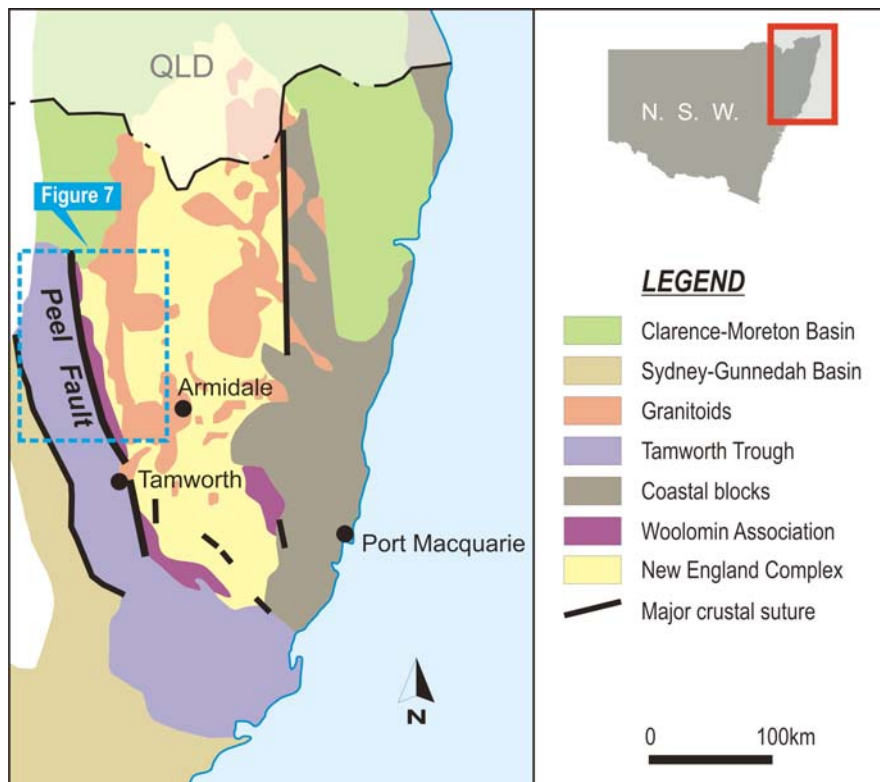 QLD
Figure 7
Peel Fault
Armidale
Tamworth
Port Macquarie
N
N. S. W.
LEGEND
Clarence-Moreton Basin
Sydney-Gunnedah Basin
Granitoids
Tamworth Trough
Coastal blocks
Woolomin Association
New England Complex
Major crustal suture
0 100km